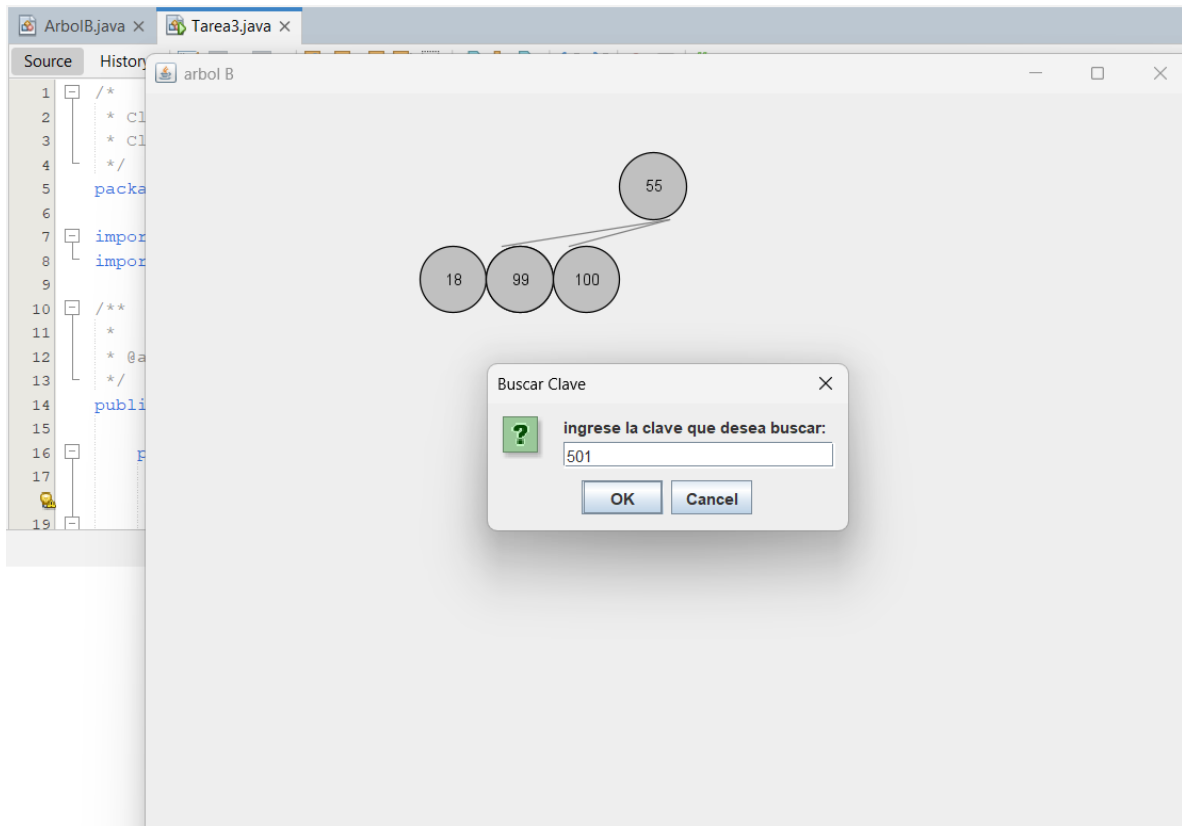 ArbolB.java
Tarea3.java
Source
History
arbol B
1 /*
2 * Cl
3 * Cl
4 */
5 packa
6
7 impor
8 impor
9
10 /**
11 *
12 * @a
13 */
14 publi
15
16 p
17
19
55
18 99 100
Buscar Clave
?
ingrese la clave que desea buscar:
501
OK Cancel